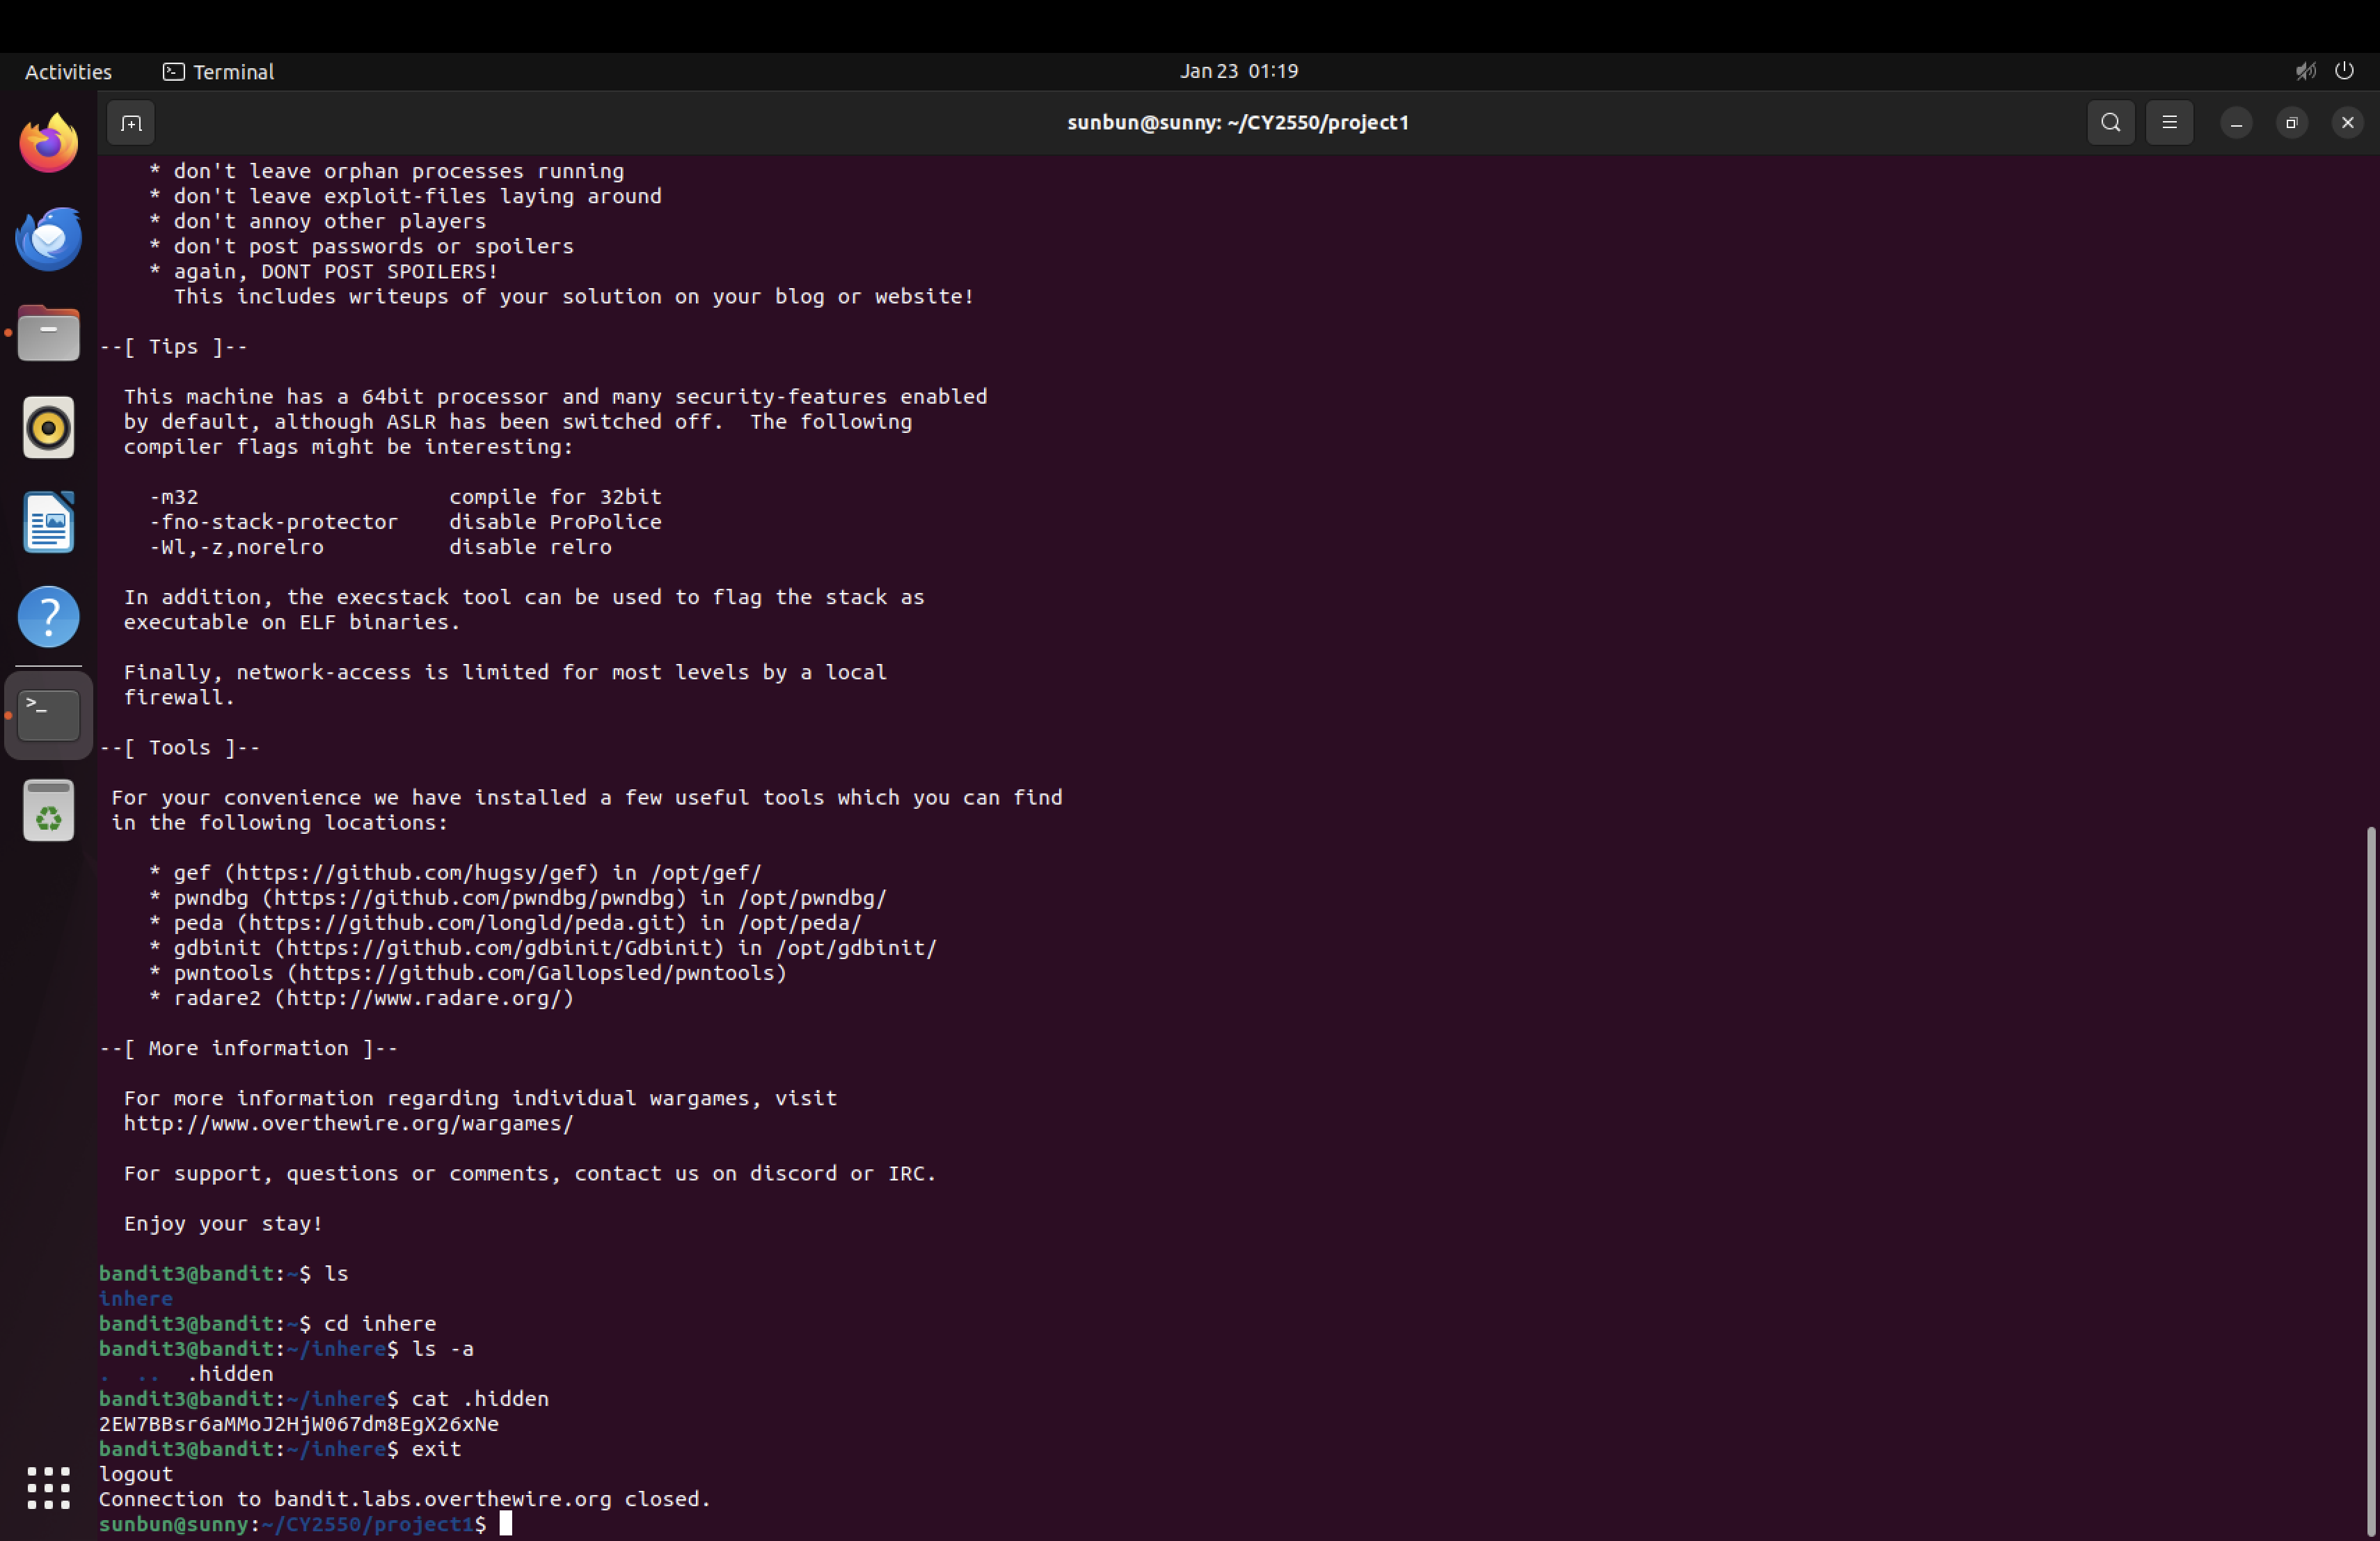 Activities Terminal Jan 23 01:19
sunbun@sunny: ~/CY2550/project1
* don't leave orphan processes running
* don't leave exploit-files laying around
* don't annoy other players
* don't post passwords or spoilers
* again, DONT POST SPOILERS!
This includes writeups of your solution on your blog or website!
--[ Tips ]--
This machine has a 64bit processor and many security-features enabled
by default, although ASLR has been switched off.  The following
compiler flags might be interesting:
-m32                    compile for 32bit
-fno-stack-protector    disable ProPolice
-Wl,-z,norelro          disable relro
In addition, the execstack tool can be used to flag the stack as
executable on ELF binaries.
Finally, network-access is limited for most levels by a local
firewall.
--[ Tools ]--
For your convenience we have installed a few useful tools which you can find
in the following locations:
* gef (https://github.com/hugsy/gef) in /opt/gef/
* pwndbg (https://github.com/pwndbg/pwndbg) in /opt/pwndbg/
* peda (https://github.com/longld/peda.git) in /opt/peda/
* gdbinit (https://github.com/gdbinit/Gdbinit) in /opt/gdbinit/
* pwntools (https://github.com/Gallopsled/pwntools)
* radare2 (http://www.radare.org/)
--[ More information ]--
For more information regarding individual wargames, visit
http://www.overthewire.org/wargames/
For support, questions or comments, contact us on discord or IRC.
Enjoy your stay!
bandit3@bandit:~$ ls
inhere
bandit3@bandit:~$ cd inhere
bandit3@bandit:~/inhere$ ls -a
.  ..  .hidden
bandit3@bandit:~/inhere$ cat .hidden
2EW7BBsr6aMMoJ2HjW067dm8EgX26xNe
bandit3@bandit:~/inhere$ exit
logout
Connection to bandit.labs.overthewire.org closed.
sunbun@sunny:~/CY2550/project1$